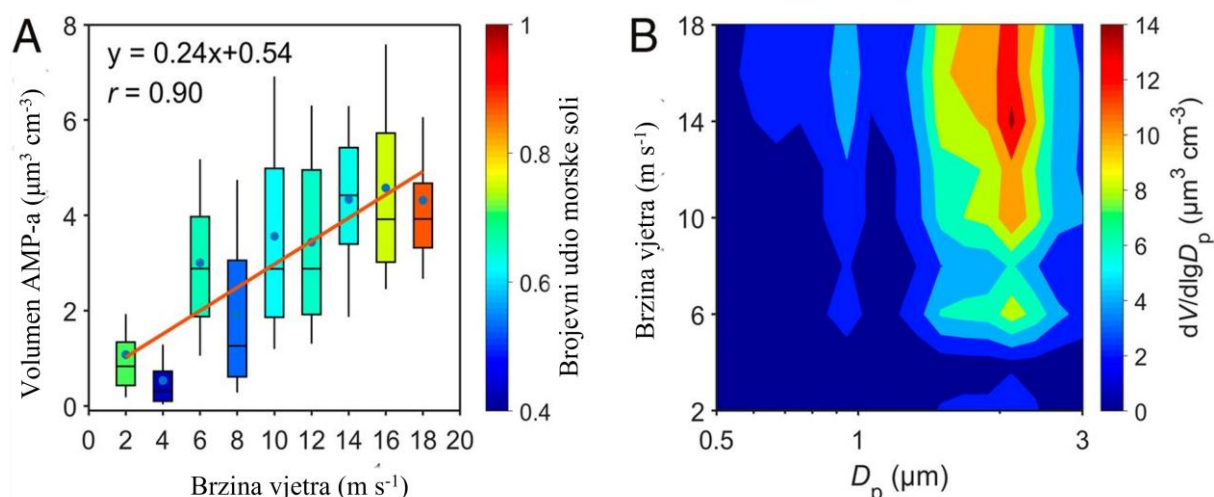 A
y = 0.24x+0.54
r = 0.90
8
6
4
2
0
Volumen AMP-a (µm³ cm⁻³)
0 2 4 6 8 10 12 14 16 18 20
Brzina vjetra (m s⁻¹)
1
0.8
0.6
0.4
Brojevni udio morske soli
B
18
14
10
6
2
Brzina vjetra (m s⁻¹)
0.5 1 3
Dp (µm)
14
12
10
8
6
4
2
0
dV/dlgDp (µm³ cm-³)